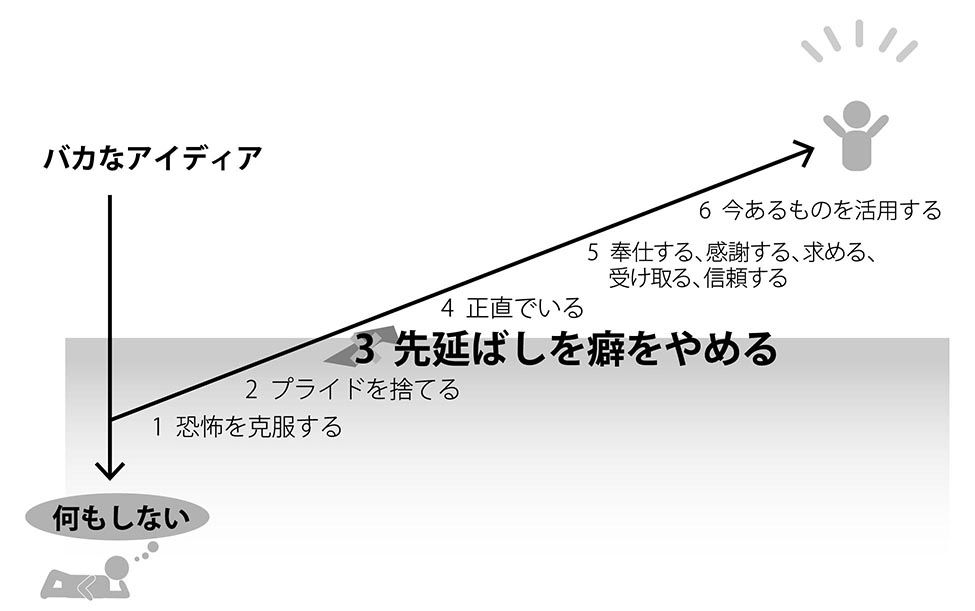 バカなアイディア
6 今あるものを活用する
5 奉仕する、感謝する、求める、
受け取る、信頼する
4 正直でいる
3 先延ばしを癖をやめる
2 プライドを捨てる
1 恐怖を克服する
何もしない